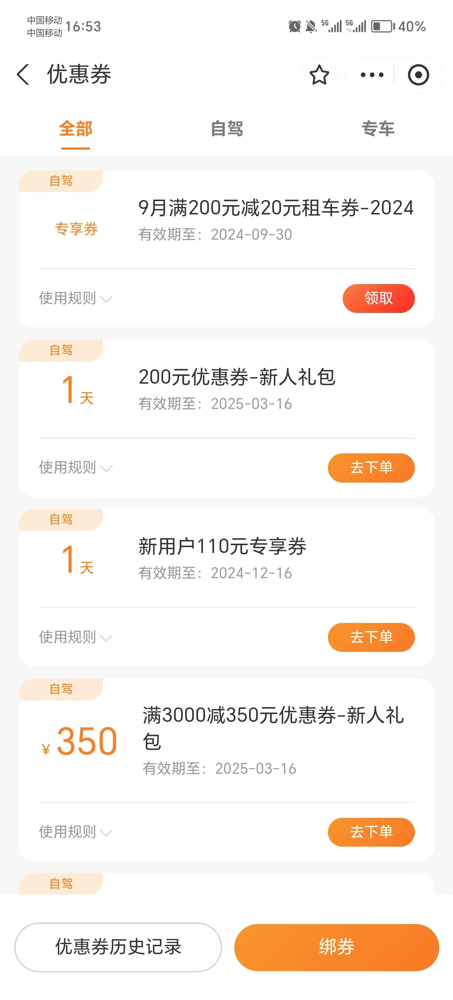 中国移动
中国移动
16:53
5G
5G
40%
优惠券
全部
自驾
专车
自驾
专享券
9月满200元减20元租车券-2024
有效期至：2024-09-30
使用规则
领取
自驾
1天
200元优惠券-新人礼包
有效期至：2025-03-16
使用规则
去下单
自驾
1天
新用户110元专享券
有效期至：2024-12-16
使用规则
去下单
自驾
¥350
满3000减350元优惠券-新人礼
包
有效期至：2025-03-16
使用规则
去下单
自驾
优惠券历史记录
绑券